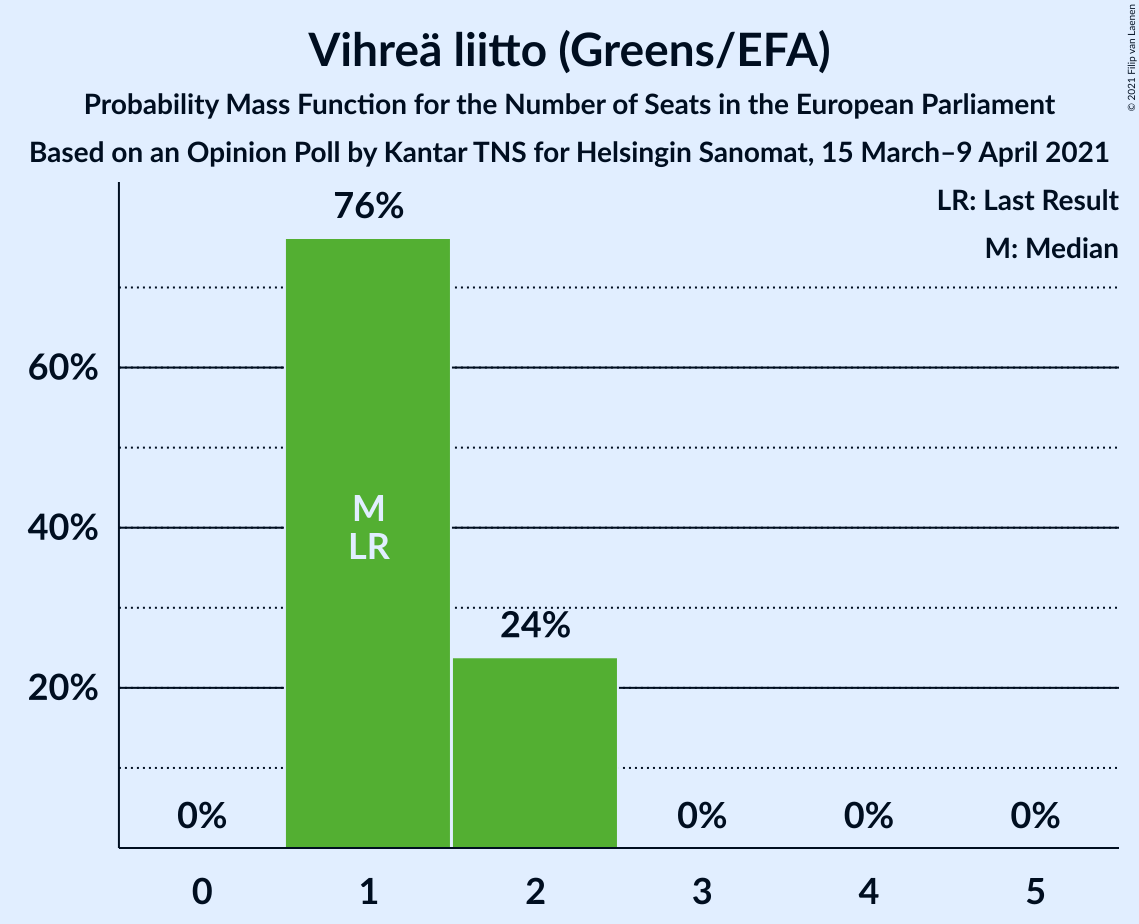 Vihreä liitto (Greens/EFA)
Probability Mass Function for the Number of Seats in the European Parliament
Based on an Opinion Poll by Kantar TNS for Helsingin Sanomat, 15 March–9 April 2021
© 2021 Filip van Laenen
LR: Last Result
M: Median
76%
60%
M
40%
LR
24%
20%
0% 0% 0% 0%
0 1 2 3 4 5